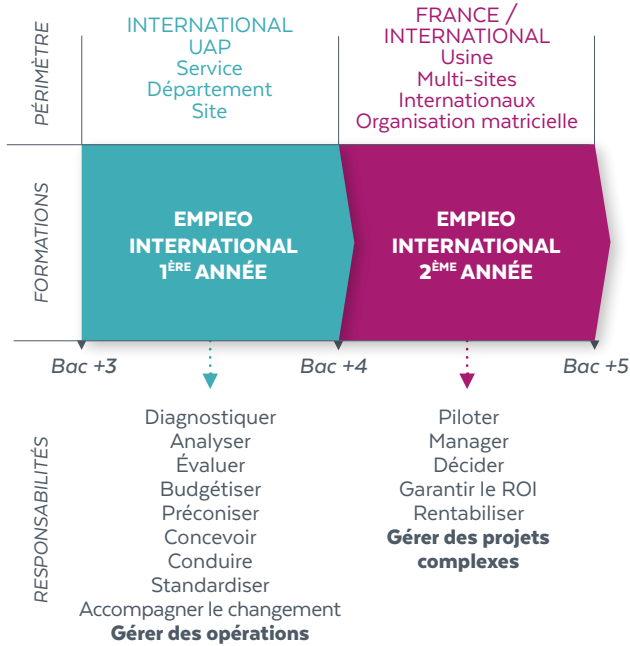 PÉRIMÈTRE
INTERNATIONAL
UAP
Service
Département
Site
FRANCE /
INTERNATIONAL
Usine
Multi-sites
Internationaux
Organisation matricielle
FORMATIONS
EMPIEO
INTERNATIONAL
1ÈRE ANNÉE
EMPIEO
INTERNATIONAL
2ÈME ANNÉE
Bac +3
Bac +4
Bac +5
RESPONSABILITÉS
Diagnostiquer
Analyser
Évaluer
Budgétiser
Préconiser
Concevoir
Conduire
Standardiser
Accompagner le changement
Gérer des opérations
Piloter
Manager
Décider
Garantir le ROI
Rentabiliser
Gérer des projets
complexes